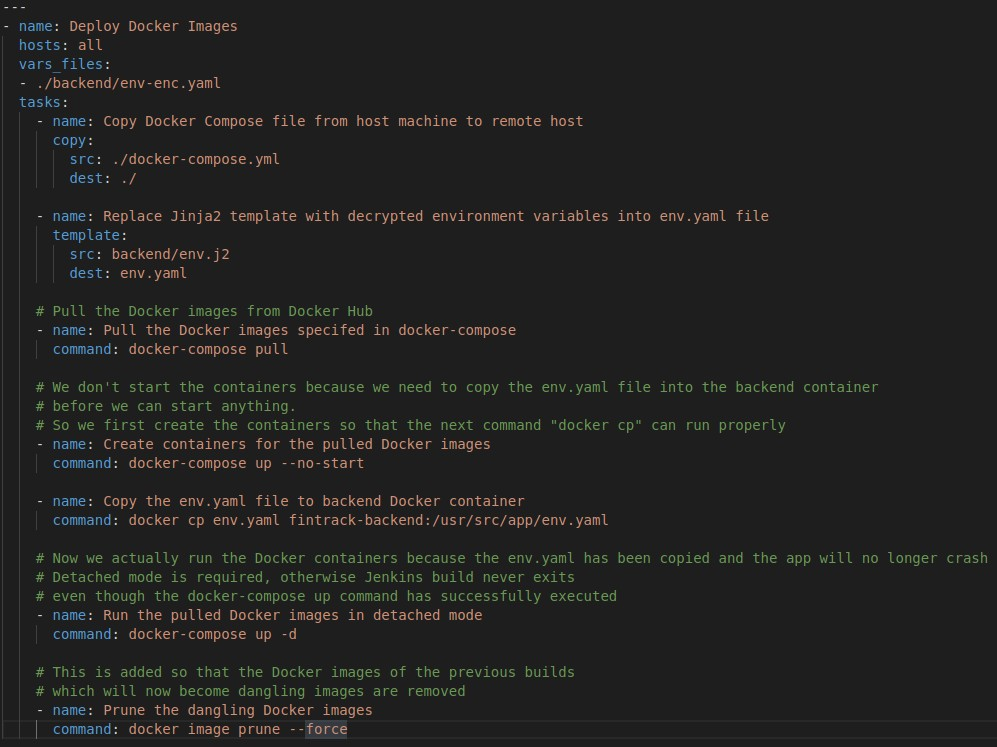 ---
- name: Deploy Docker Images
hosts: all
vars_files:
- ./backend/env-enc.yaml
tasks:
- name: Copy Docker Compose file from host machine to remote host
copy:
src: ./docker-compose.yml
dest: ./
- name: Replace Jinja2 template with decrypted environment variables into env.yaml file
template:
src: backend/env.j2
dest: env.yaml
# Pull the Docker images from Docker Hub
- name: Pull the Docker images specifed in docker-compose
command: docker-compose pull
# We don't start the containers because we need to copy the env.yaml file into the backend container
# before we can start anything.
# So we first create the containers so that the next command "docker cp" can run properly
- name: Create containers for the pulled Docker images
command: docker-compose up --no-start
- name: Copy the env.yaml file to backend Docker container
command: docker cp env.yaml fintrack-backend:/usr/src/app/env.yaml
# Now we actually run the Docker containers because the env.yaml has been copied and the app will no longer crash
# Detached mode is required, otherwise Jenkins build never exits
# even though the docker-compose up command has successfully executed
- name: Run the pulled Docker images in detached mode
command: docker-compose up -d
# This is added so that the Docker images of the previous builds
# which will now become dangling images are removed
- name: Prune the dangling Docker images
command: docker image prune --force